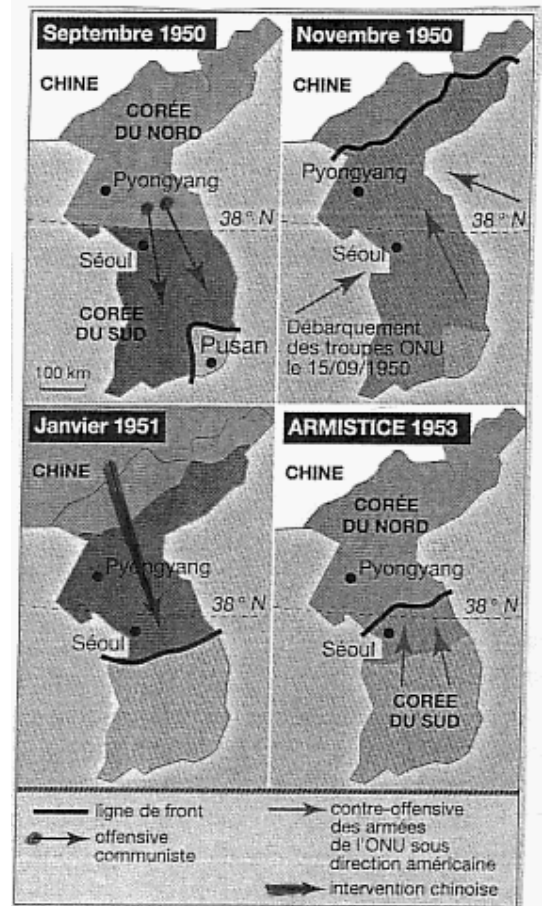 Septembre 1950
CHINE
CORÉE
DU NORD
Pyongyang
38° N
Séoul
CORÉE
DU SUD
Pusan
100 km
Novembre 1950
CHINE
Pyongyang
38° N
Séoul
Débarquement
des troupes ONU
le 15/09/1950
Janvier 1951
CHINE
Pyongyang
38° N
Séoul
ARMISTICE 1953
CORÉE
DU NORD
Pyongyang
38° N
Séoul
CORÉE
DU SUD
ligne de front
offensive
communiste
contre-offensive
des armées
de l'ONU sous
direction américaine
intervention chinoise